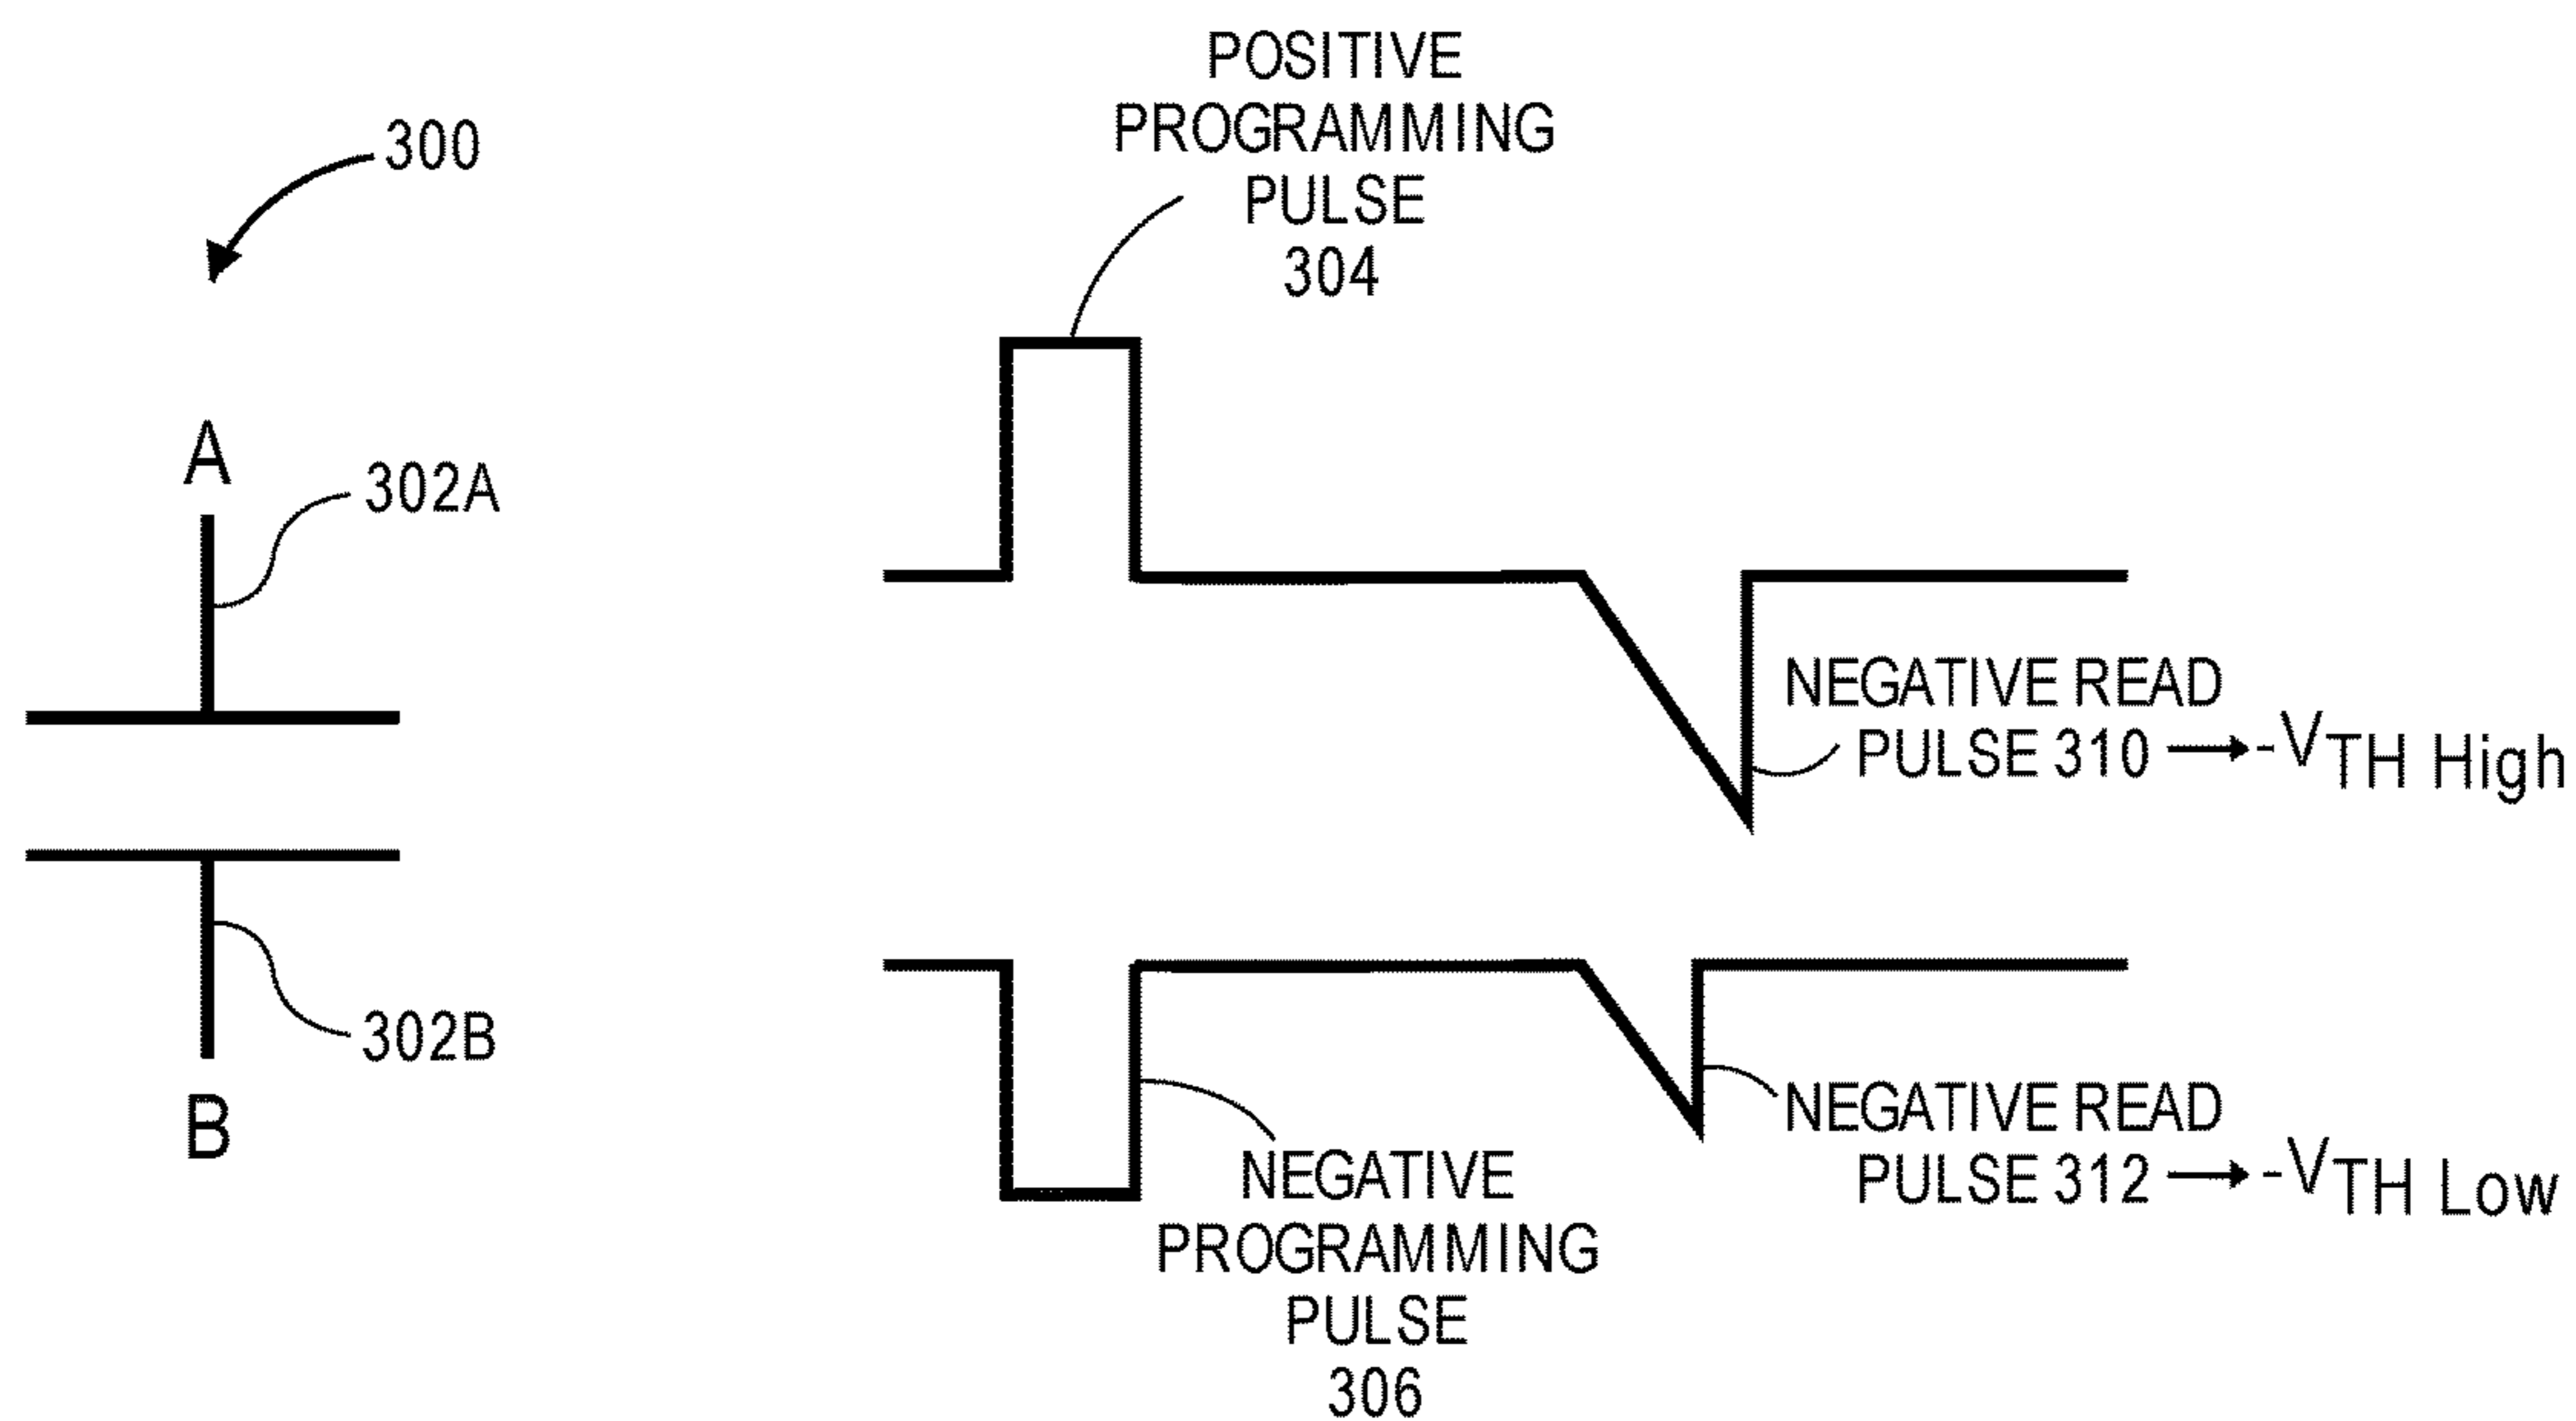 300
A
302A
302B
B
POSITIVE
PROGRAMMING
PULSE
304
NEGATIVE READ
PULSE 310 → -VTH High
NEGATIVE
PROGRAMMING
PULSE
306
NEGATIVE READ
PULSE 312 → -VTH Low